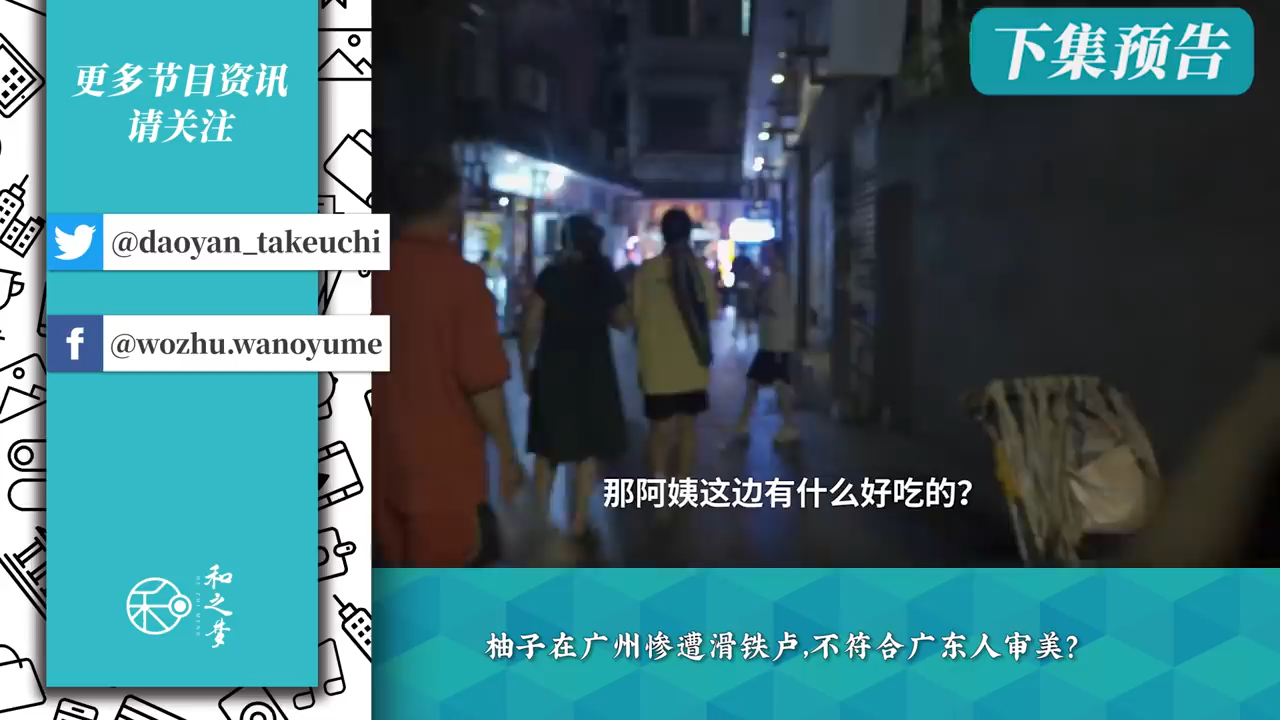 更多节目资讯
请关注
@daoyan_takeuchi
f
@wozhu.wanoyume
和之梦
下集预告
那阿姨这边有什么好吃的?
柚子在广州惨遭滑铁卢,不符合广东人审美?